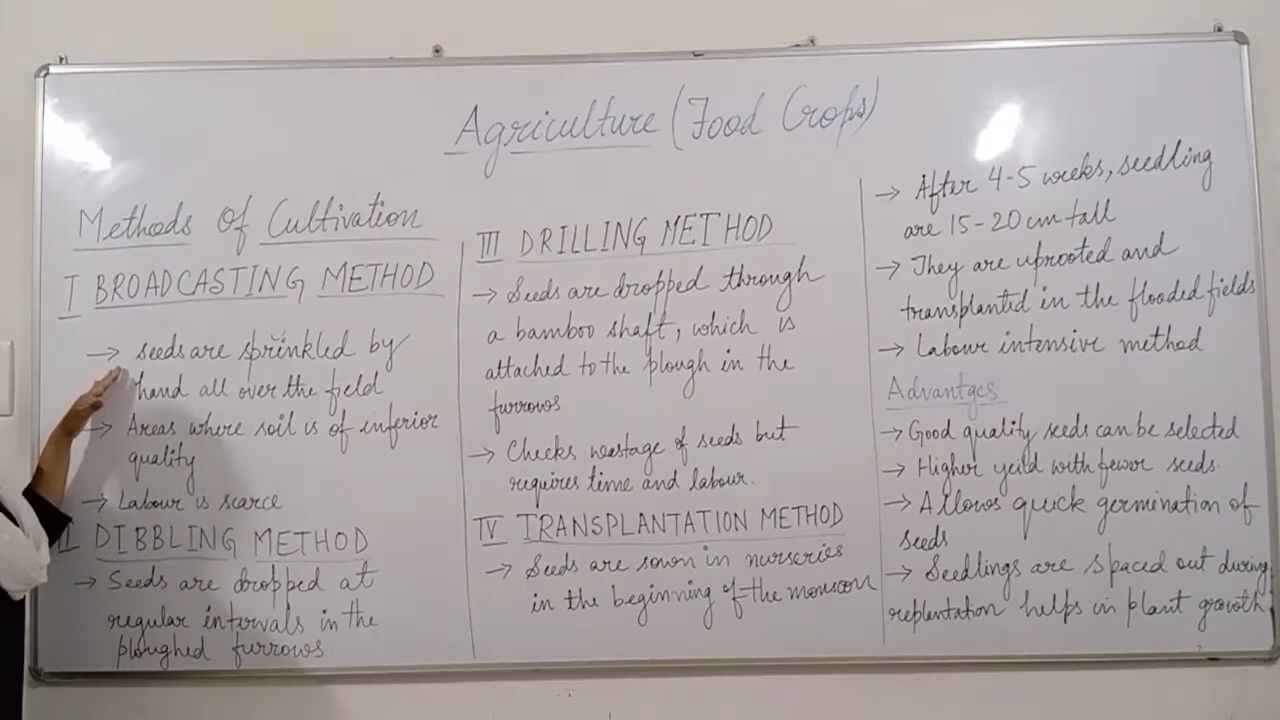 Agriculture (Food Crops)
Methods Of Cultivation
I BROADCASTING METHOD
→ Seeds are sprinkled by
hand all over the field
→ Areas where soil is of inferior
quality
→ Labour is scarce
II DIBBLING METHOD
→ Seeds are dropped at
regular intervals in the
ploughed furrows
III DRILLING METHOD
→ Seeds are dropped through
a bamboo shaft, which is
attached to the plough in the
furrows
→ Checks wastage of seeds but
requires time and labour.
IV TRANSPLANTATION METHOD
→ Seeds are sown in nurseries
in the beginning of the monsoon
→ After 4-5 weeks, seedling
are 15-20 cm tall
→ They are uprooted and
transplanted in the flooded fields
→ Labour intensive method
Advantges
→ Good quality seeds can be selected
→ Higher yeild with fewer seeds.
→ Allows quick germination of
seeds
→ Seedlings are spaced out during
replentation helps in plant growth